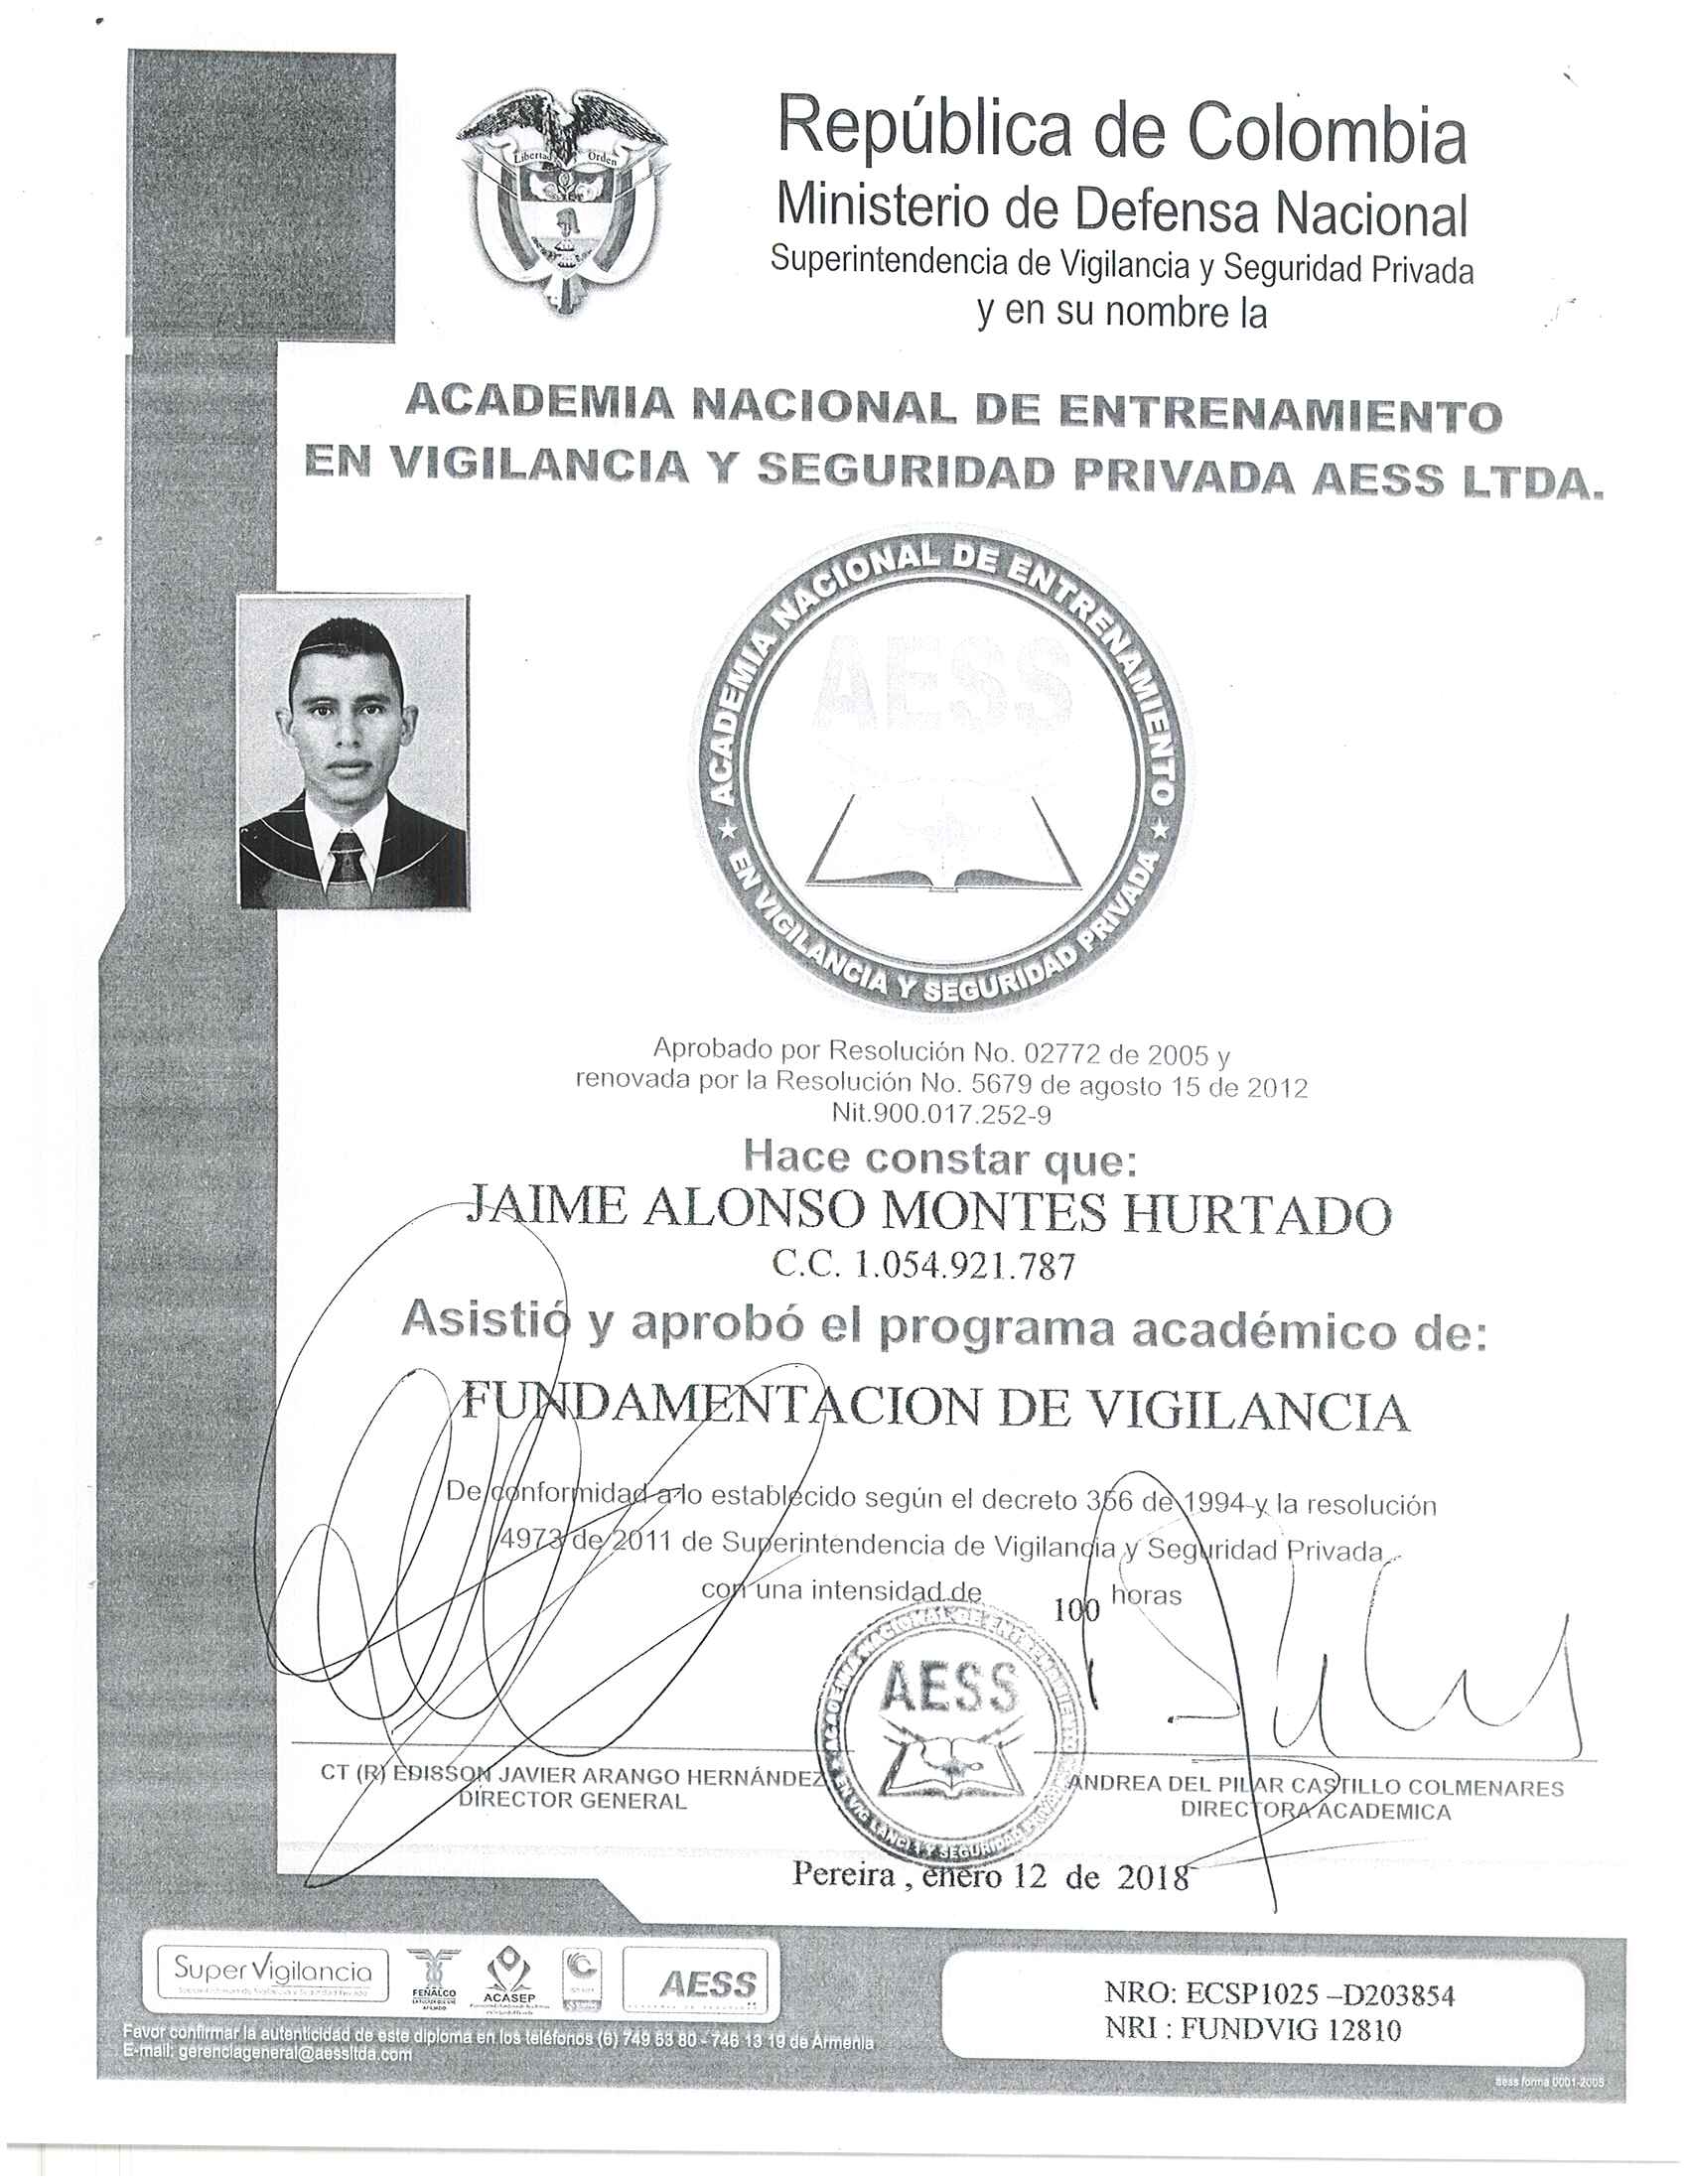 Libertad Orden
República de Colombia
Ministerio de Defensa Nacional
Superintendencia de Vigilancia y Seguridad Privada
y en su nombre la
ACADEMIA NACIONAL DE ENTRENAMIENTO
EN VIGILANCIA Y SEGURIDAD PRIVADA AESS LTDA.
ACADEMIA NACIONAL DE ENTRENAMIENTO
AESS
EN VIGILANCIA Y SEGURIDAD PRIVADA
Aprobado por Resolución No. 02772 de 2005 y
renovada por la Resolución No. 5679 de agosto 15 de 2012
Nit.900.017.252-9
Hace constar que:
JAIME ALONSO MONTES HURTADO
C.C. 1.054.921.787
Asistió y aprobó el programa académico de:
FUNDAMENTACION DE VIGILANCIA
De conformidad a lo establecido según el decreto 356 de 1994 y la resolución
4973 de 2011 de Superintendencia de Vigilancia y Seguridad Privada
con una intensidad de 100 horas
ACADEMIA NACIONAL DE ENTRENAMIENTO
AESS
EN VIGILANCIA Y SEGURIDAD PRIVADA
CT (R) EDISSON JAVIER ARANGO HERNÁNDEZ
DIRECTOR GENERAL
ANDREA DEL PILAR CASTILLO COLMENARES
DIRECTORA ACADEMICA
Pereira , enero 12 de 2018
SuperVigilancia
FENALCO
ACASEP
AESS
NRO: ECSP1025 –D203854
NRI : FUNDVIG 12810
Favor confirmar la autenticidad de este diploma en los teléfonos (6) 749 63 80 - 746 13 19 de Armenia
E-mail: gerenciageneral@aessltda.com
aess forma 0001-2005